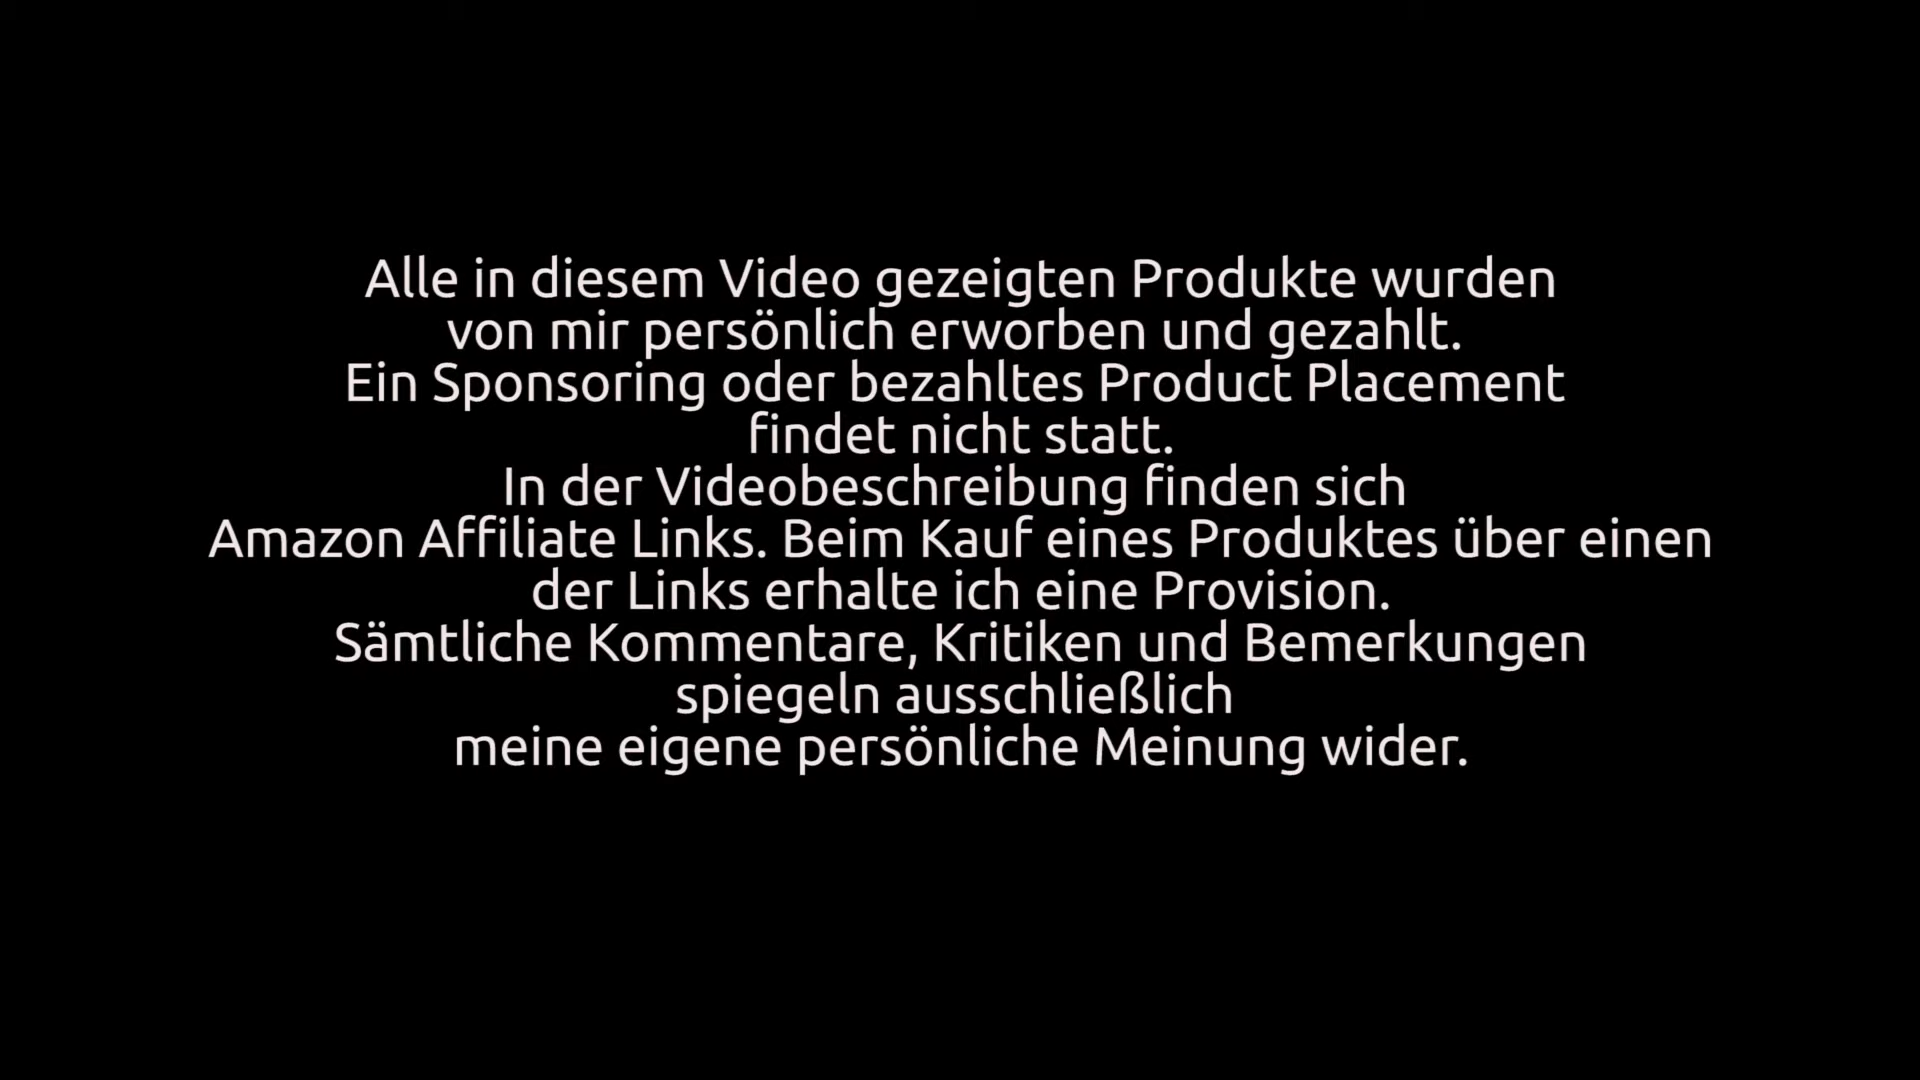 Alle in diesem Video gezeigten Produkte wurden
von mir persönlich erworben und gezahlt.
Ein Sponsoring oder bezahltes Product Placement
findet nicht statt.
In der Videobeschreibung finden sich
Amazon Affiliate Links. Beim Kauf eines Produktes über einen
der Links erhalte ich eine Provision.
Sämtliche Kommentare, Kritiken und Bemerkungen
spiegeln ausschließlich
meine eigene persönliche Meinung wider.